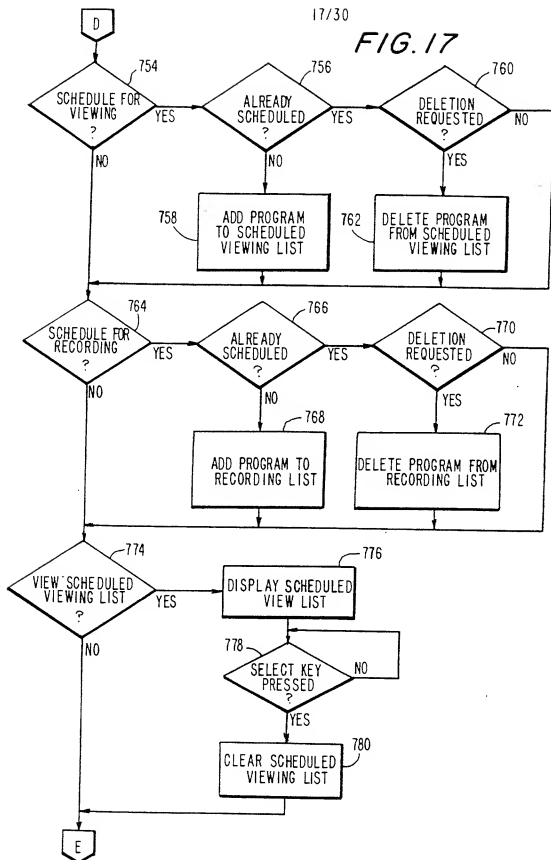 D
17/30
FIG. 17
754
SCHEDULE FOR
VIEWING
?
YES
NO
756
ALREADY
SCHEDULED
?
YES
NO
760
DELETION
REQUESTED
?
NO
YES
758
ADD PROGRAM
TO SCHEDULED
VIEWING LIST
762
DELETE PROGRAM
FROM SCHEDULED
VIEWING LIST
764
SCHEDULE FOR
RECORDING
?
YES
NO
766
ALREADY
SCHEDULED
?
YES
NO
770
DELETION
REQUESTED
?
NO
YES
768
ADD PROGRAM TO
RECORDING LIST
772
DELETE PROGRAM FROM
RECORDING LIST
774
VIEW SCHEDULED
VIEWING LIST
?
YES
NO
776
DISPLAY SCHEDULED
VIEW LIST
778
SELECT KEY
PRESSED
?
NO
YES
780
CLEAR SCHEDULED
VIEWING LIST
E